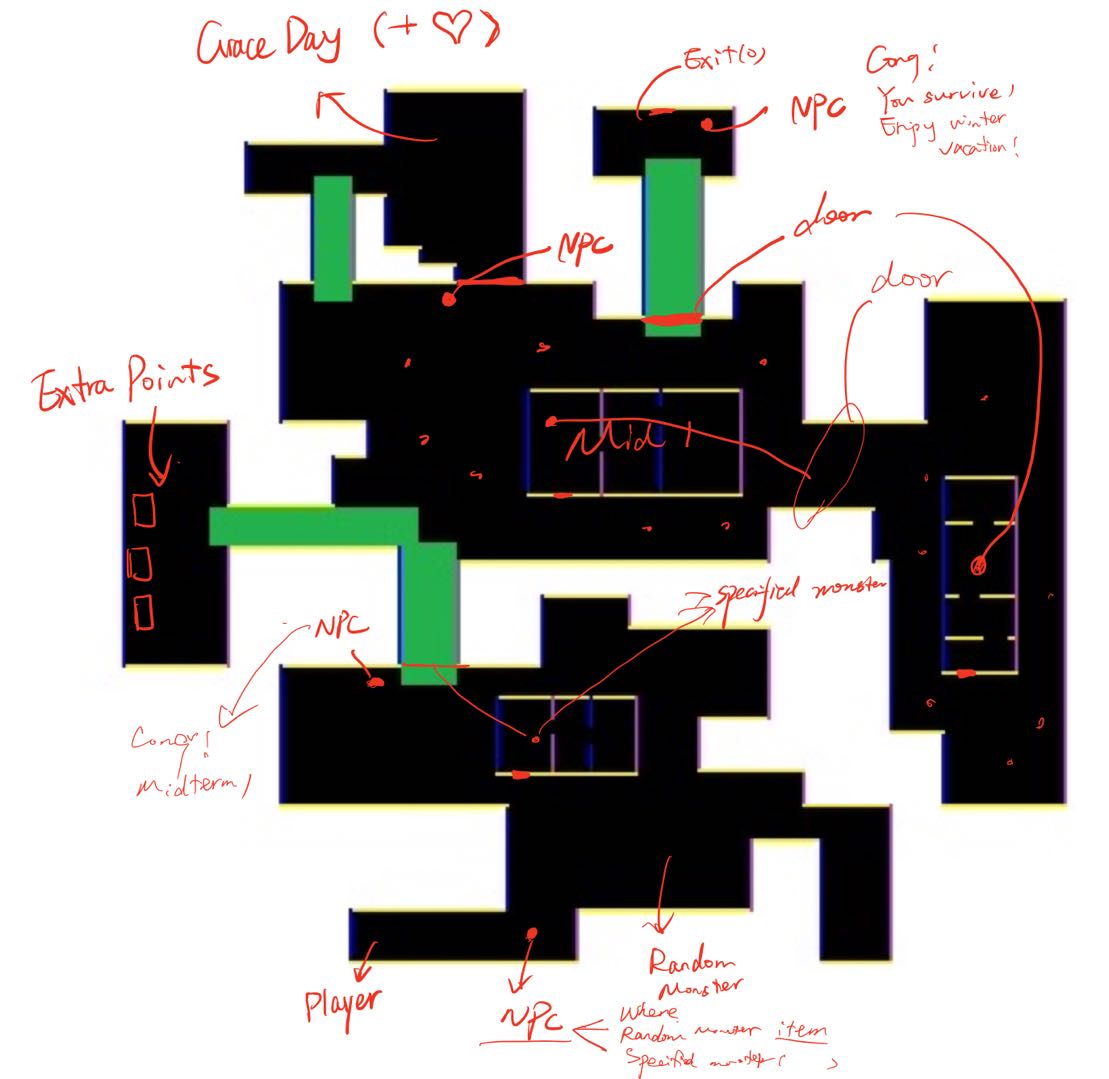 Grace Day (+♡)
Exit(0)
NPC
Cong!
You survive!
Enjoy winter
vacation!
door
NPC
door
Extra Points
Mid 1
specified monster
NPC
Midterm!
Player
NPC
Random
Monster
Where
Random monster item
Specified monster( )